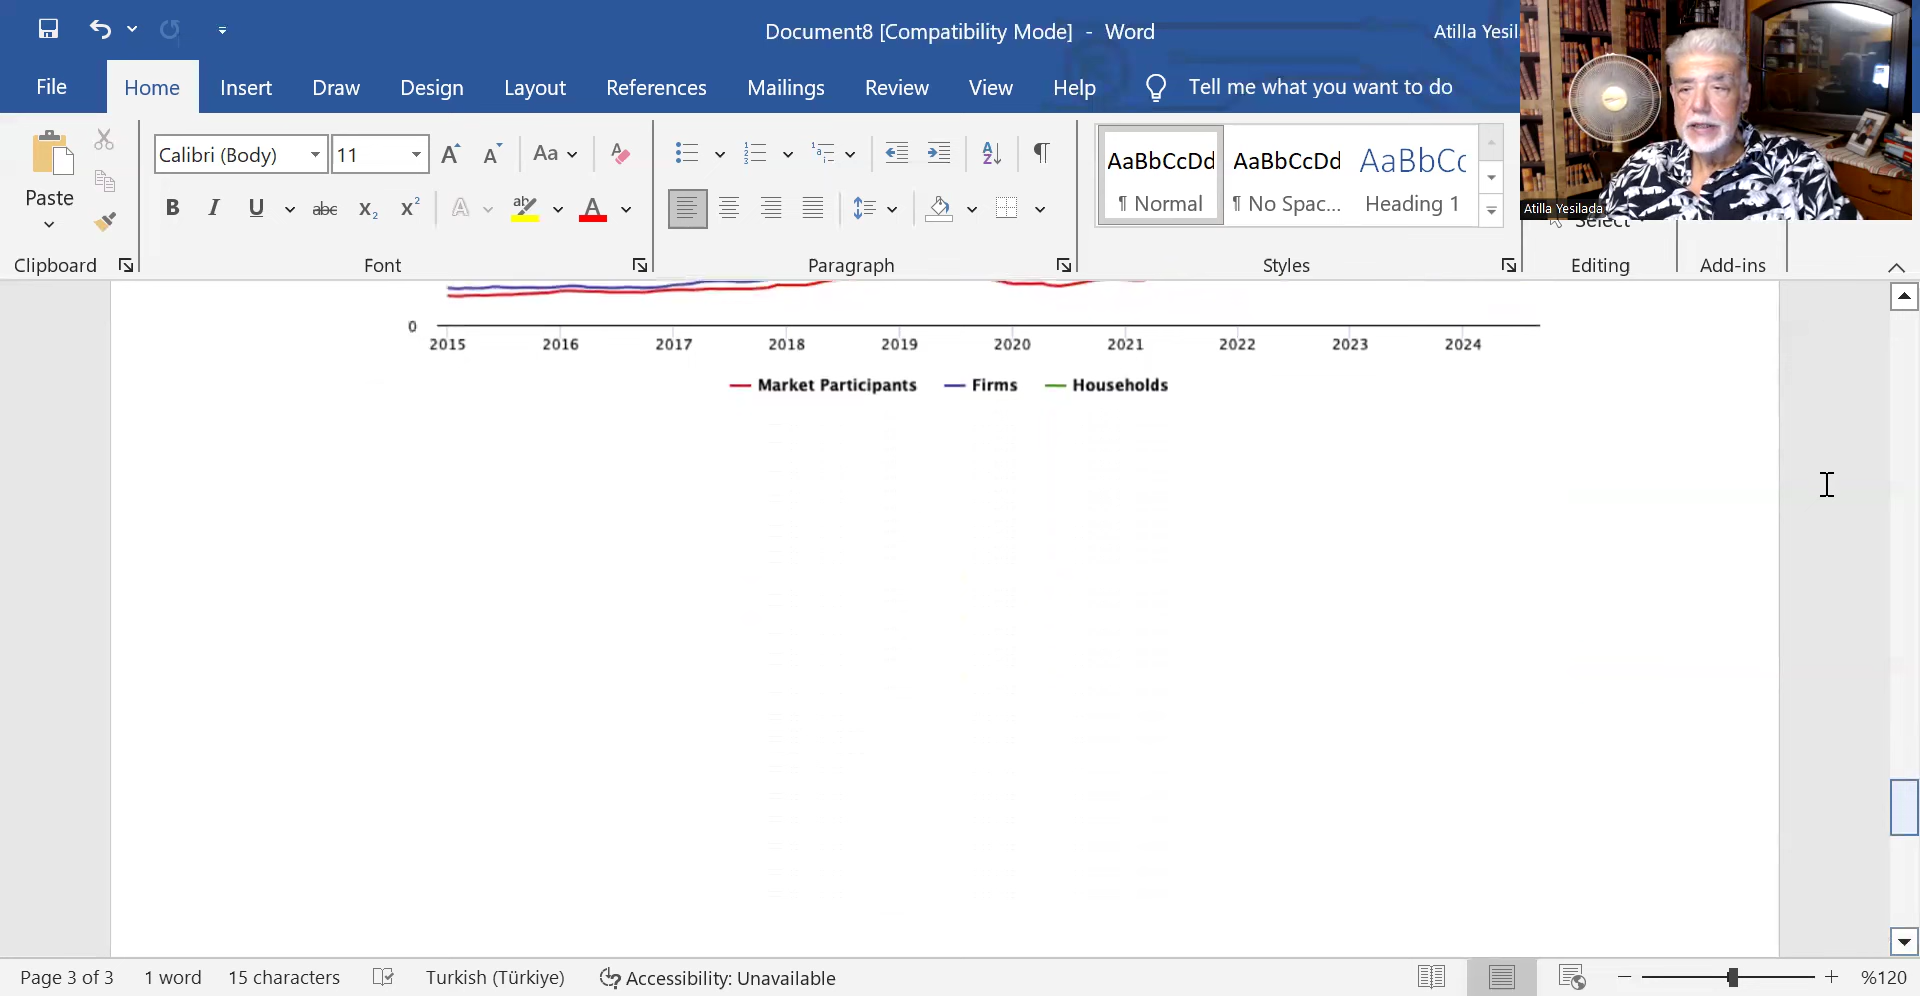 Document8 [Compatibility Mode] - Word
Atilla Yesil
File Home Insert Draw Design Layout References Mailings Review View Help Tell me what you want to do
Paste
Calibri (Body) 11
AaBbCcDd AaBbCcDd AaBbCc
¶ Normal ¶ No Spac... Heading 1
Atilla Yesilada
Select
Clipboard Font Paragraph Styles Editing Add-ins
0
2015 2016 2017 2018 2019 2020 2021 2022 2023 2024
Market Participants Firms Households
Page 3 of 3 1 word 15 characters Turkish (Türkiye) Accessibility: Unavailable %120